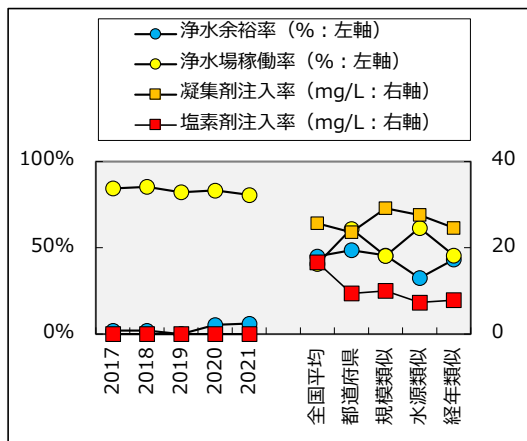 浄水余裕率（%：左軸）
浄水場稼働率（%：左軸）
凝集剤注入率（mg/L：右軸）
塩素剤注入率（mg/L：右軸）
100%
40
50%
20
0%
0
2017
2018
2019
2020
2021
全国平均
都道府県
規模類似
水源類似
経年類似